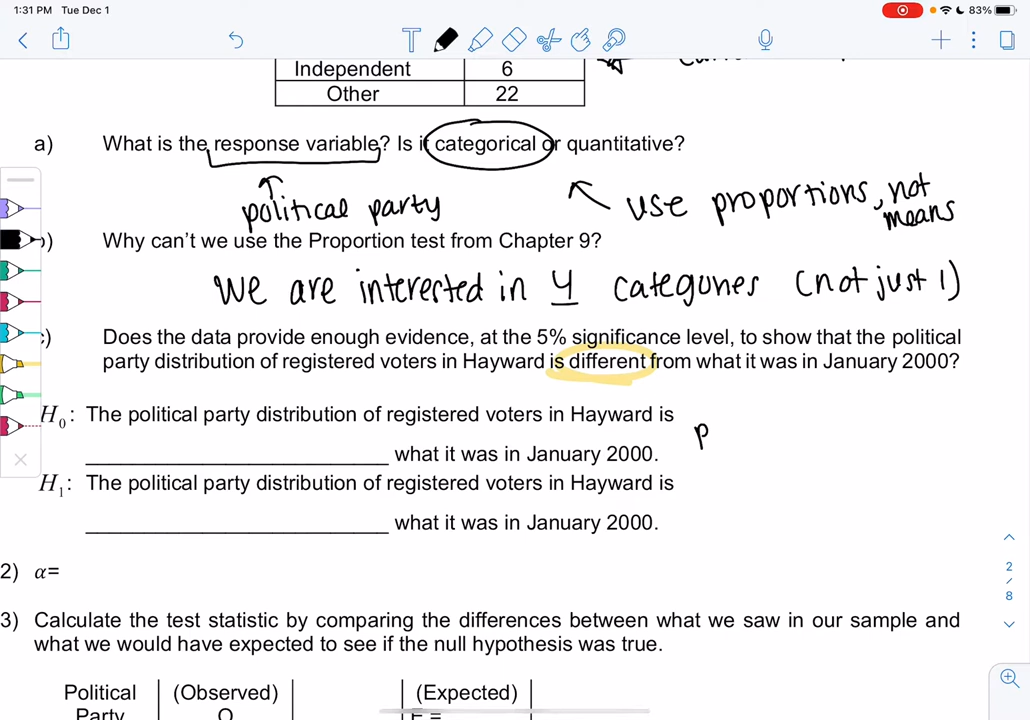 1:31 PM Tue Dec 1
83%
Independent 6
Other 22
a) What is the response variable? Is it categorical or quantitative?
political party
use proportions, not means
) Why can't we use the Proportion test from Chapter 9?
We are interested in 4 categories (not just 1)
) Does the data provide enough evidence, at the 5% significance level, to show that the political
party distribution of registered voters in Hayward is different from what it was in January 2000?
H0: The political party distribution of registered voters in Hayward is
____________________________ what it was in January 2000.
p
H1: The political party distribution of registered voters in Hayward is
____________________________ what it was in January 2000.
2) α=
3) Calculate the test statistic by comparing the differences between what we saw in our sample and
what we would have expected to see if the null hypothesis was true.
Political (Observed) (Expected)
Party O E =
2
/
8